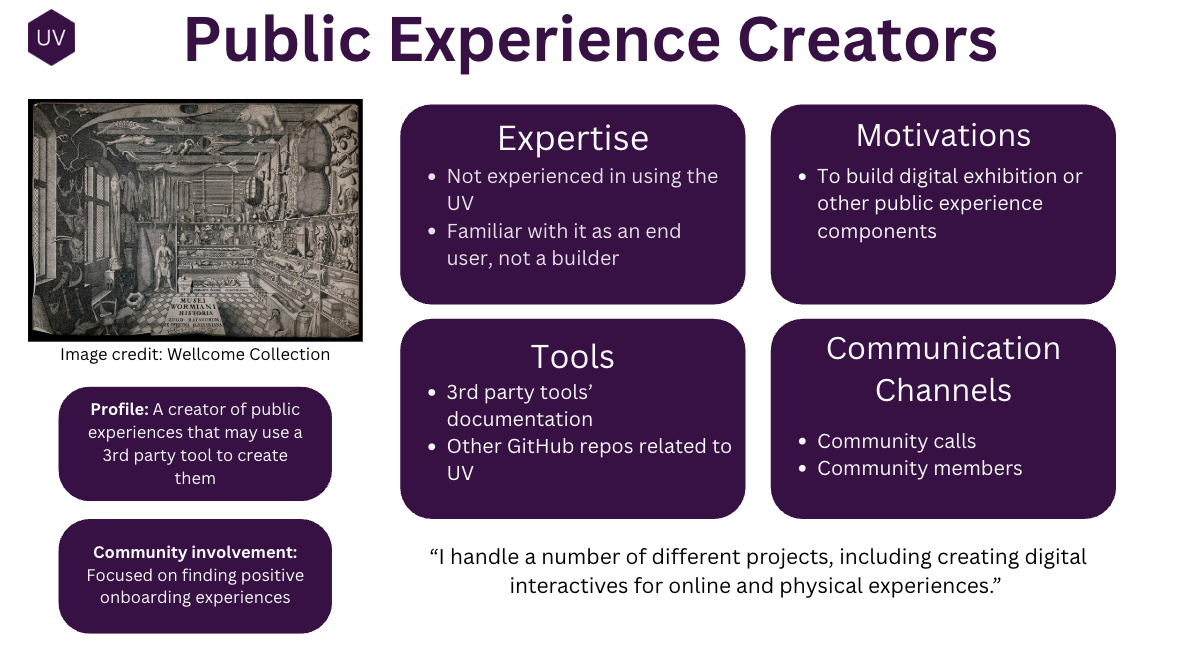 UV
Public Experience Creators
MUSEI
WORMIANI
HISTORIA
Image credit: Wellcome Collection
Profile: A creator of public
experiences that may use a
3rd party tool to create
them
Community involvement:
Focused on finding positive
onboarding experiences
Expertise
• Not experienced in using the
UV
• Familiar with it as an end
user, not a builder
Motivations
• To build digital exhibition or
other public experience
components
Tools
• 3rd party tools’
documentation
• Other GitHub repos related to
UV
Communication
Channels
• Community calls
• Community members
“I handle a number of different projects, including creating digital
interactives for online and physical experiences.”